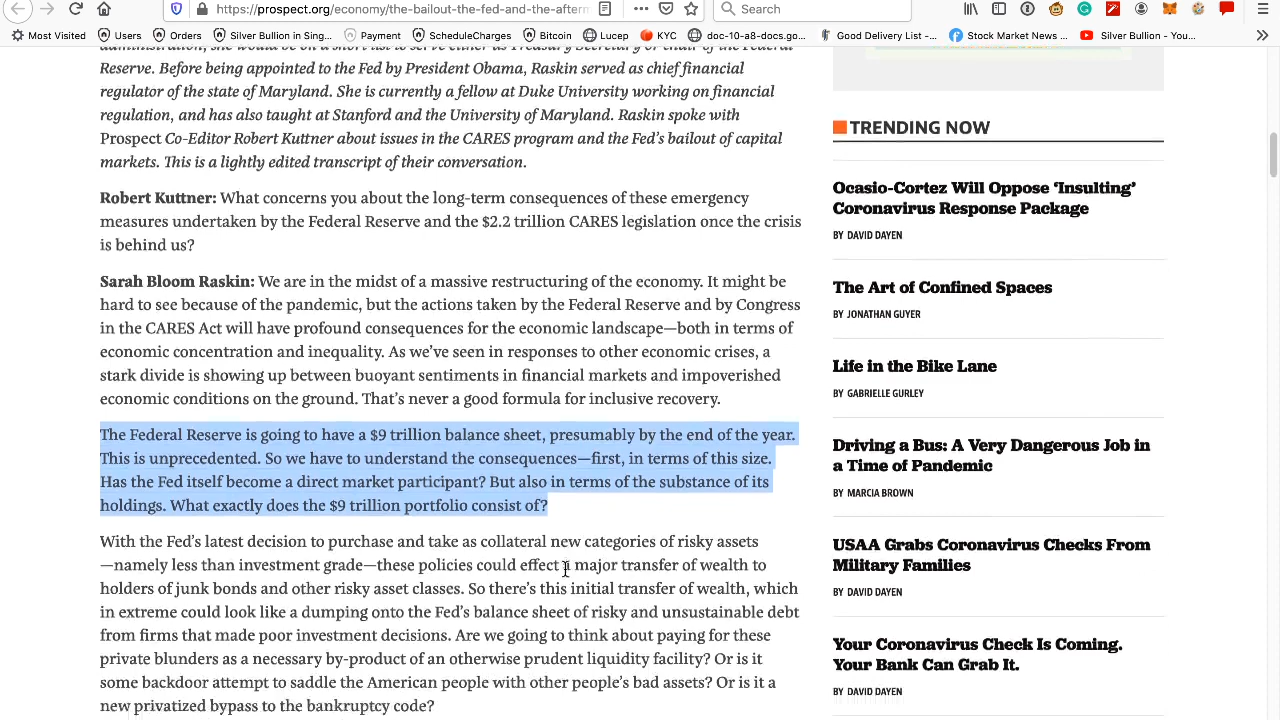 https://prospect.org/economy/the-bailout-the-fed-and-the-afterm
Search
Most Visited
Users
Orders
Silver Bullion in Sing...
Payment
ScheduleCharges
Bitcoin
Lucep
KYC
doc-10-a8-docs.go...
Good Delivery List -...
Stock Market News ...
Silver Bullion - You...
administration, she would be on a short list to serve either as Treasury Secretary or chair of the Federal
Reserve. Before being appointed to the Fed by President Obama, Raskin served as chief financial
regulator of the state of Maryland. She is currently a fellow at Duke University working on financial
regulation, and has also taught at Stanford and the University of Maryland. Raskin spoke with
Prospect Co-Editor Robert Kuttner about issues in the CARES program and the Fed's bailout of capital
markets. This is a lightly edited transcript of their conversation.
Robert Kuttner: What concerns you about the long-term consequences of these emergency
measures undertaken by the Federal Reserve and the $2.2 trillion CARES legislation once the crisis
is behind us?
Sarah Bloom Raskin: We are in the midst of a massive restructuring of the economy. It might be
hard to see because of the pandemic, but the actions taken by the Federal Reserve and by Congress
in the CARES Act will have profound consequences for the economic landscape—both in terms of
economic concentration and inequality. As we've seen in responses to other economic crises, a
stark divide is showing up between buoyant sentiments in financial markets and impoverished
economic conditions on the ground. That's never a good formula for inclusive recovery.
The Federal Reserve is going to have a $9 trillion balance sheet, presumably by the end of the year.
This is unprecedented. So we have to understand the consequences—first, in terms of this size.
Has the Fed itself become a direct market participant? But also in terms of the substance of its
holdings. What exactly does the $9 trillion portfolio consist of?
With the Fed's latest decision to purchase and take as collateral new categories of risky assets
—namely less than investment grade—these policies could effect a major transfer of wealth to
holders of junk bonds and other risky asset classes. So there's this initial transfer of wealth, which
in extreme could look like a dumping onto the Fed's balance sheet of risky and unsustainable debt
from firms that made poor investment decisions. Are we going to think about paying for these
private blunders as a necessary by-product of an otherwise prudent liquidity facility? Or is it
some backdoor attempt to saddle the American people with other people's bad assets? Or is it a
new privatized bypass to the bankruptcy code?
TRENDING NOW
Ocasio-Cortez Will Oppose 'Insulting'
Coronavirus Response Package
BY DAVID DAYEN
The Art of Confined Spaces
BY JONATHAN GUYER
Life in the Bike Lane
BY GABRIELLE GURLEY
Driving a Bus: A Very Dangerous Job in
a Time of Pandemic
BY MARCIA BROWN
USAA Grabs Coronavirus Checks From
Military Families
BY DAVID DAYEN
Your Coronavirus Check Is Coming.
Your Bank Can Grab It.
BY DAVID DAYEN